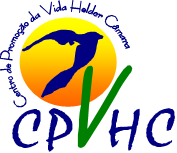 Centro de Promoção da Vida Helder Câmara
CPVHC